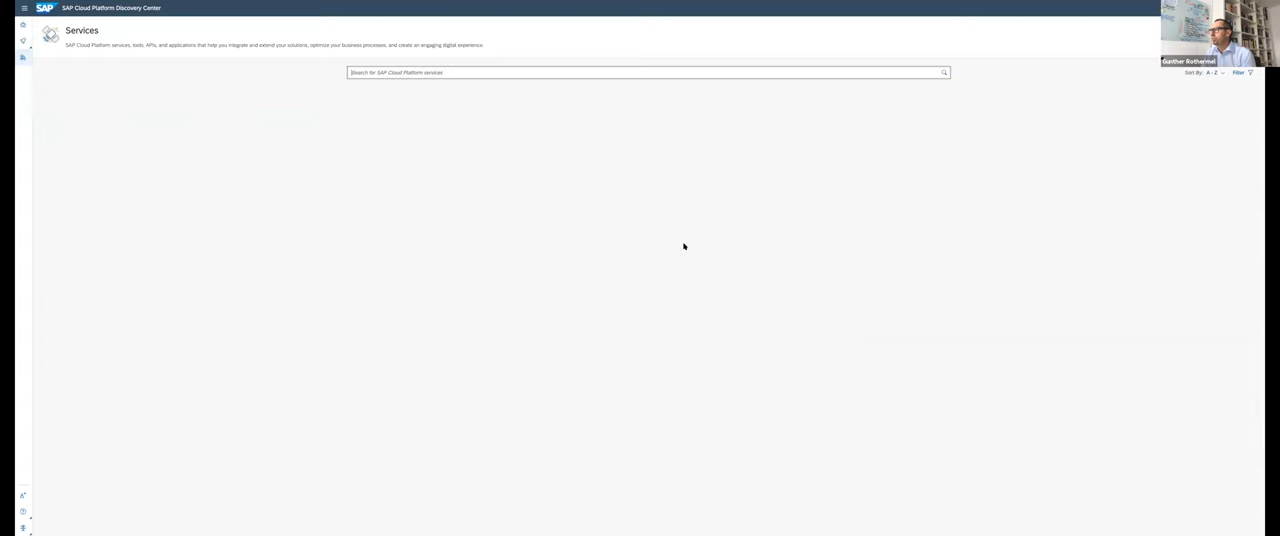 SAP SAP Cloud Platform Discovery Center
Services
SAP Cloud Platform services, tools, APIs, and applications that help you integrate and extend your solutions, optimize your business processes, and create an engaging digital experience
Gunther Rothermel
Search for SAP Cloud Platform services
Sort By: A - Z Filter